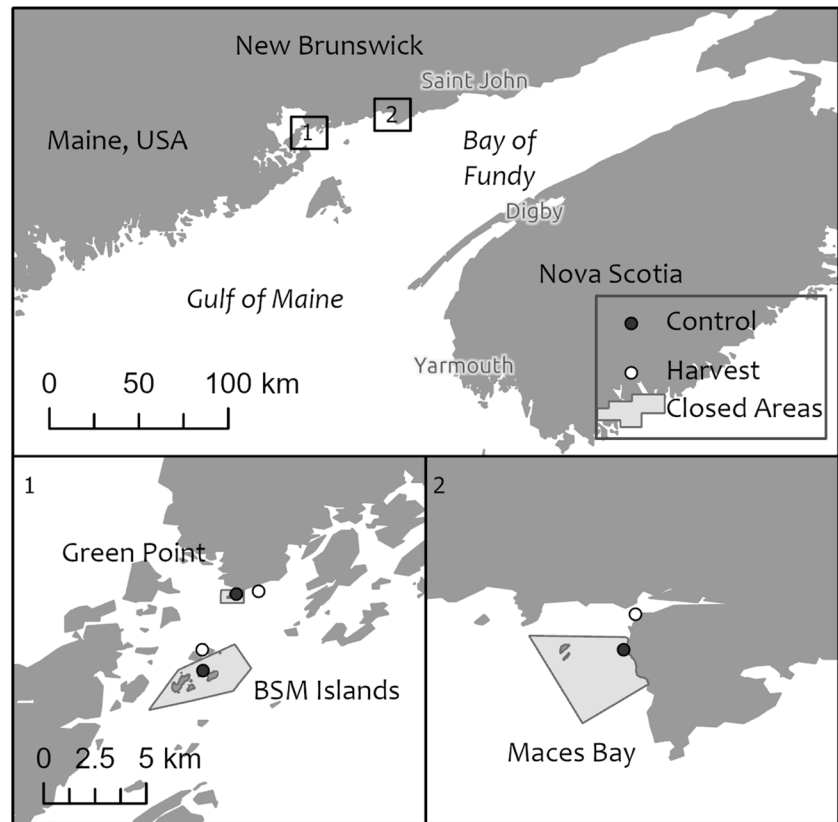 New Brunswick
Saint John
1
2
Maine, USA
Bay of
Fundy
Digby
Nova Scotia
Gulf of Maine
Control
Yarmouth
Harvest
0 50 100 km
Closed Areas
1
Green Point
BSM Islands
0 2.5 5 km
2
Maces Bay